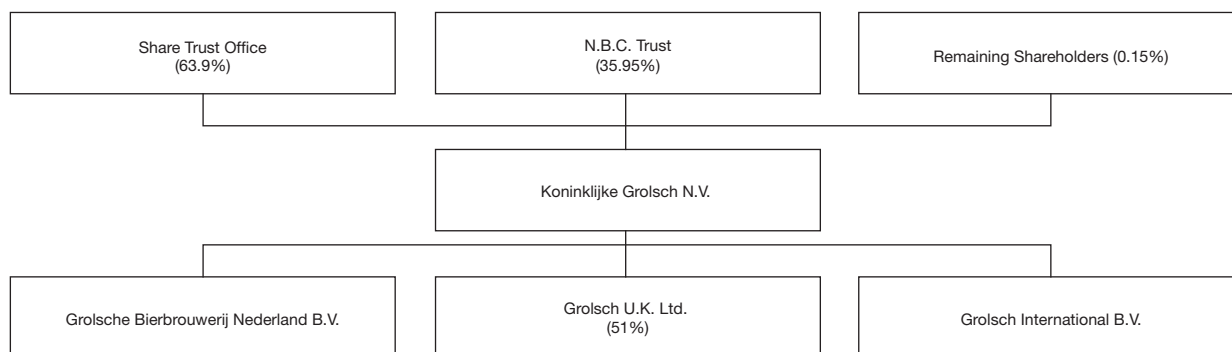 Share Trust Office
(63.9%)
N.B.C. Trust
(35.95%)
Remaining Shareholders (0.15%)
Koninklijke Grolsch N.V.
Grolsche Bierbrouwerij Nederland B.V.
Grolsch U.K. Ltd.
(51%)
Grolsch International B.V.